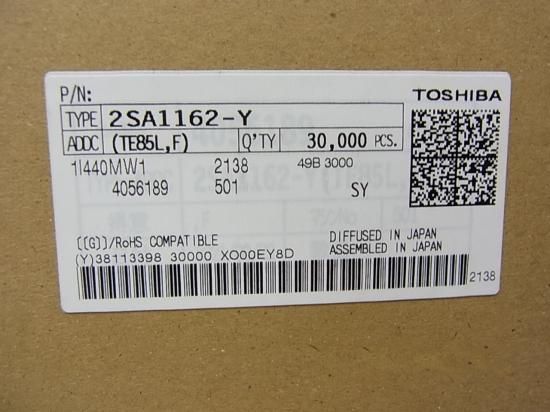 P/N:
TOSHIBA
TYPE 2SA1162-Y
ADDC (TE85L,F) Q'TY 30,000 PCS.
1I440MW1 2138 49B 3000
4056189 501 SY
[[G]]/RoHS COMPATIBLE DIFFUSED IN JAPAN
(Y)38113398 30000 XO00EY8D ASSEMBLED IN JAPAN
2138